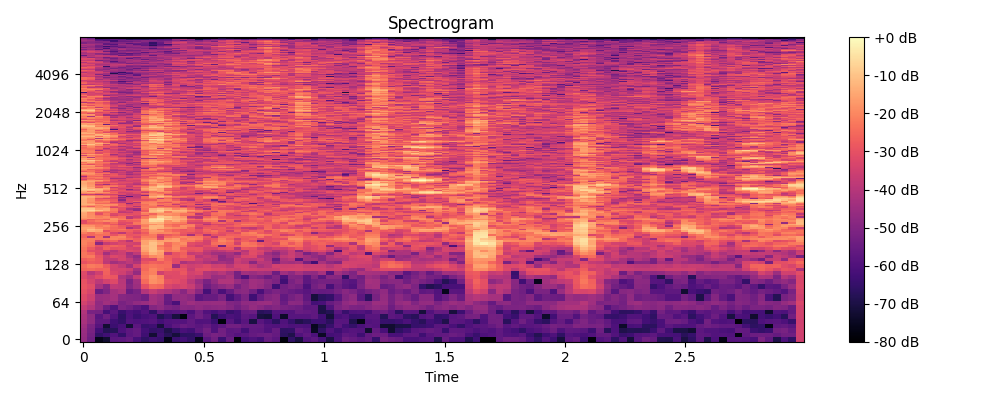 Spectrogram
4096
2048
1024
512
256
128
64
0
Hz
0
0.5
1
1.5
2
2.5
Time
+0 dB
-10 dB
-20 dB
-30 dB
-40 dB
-50 dB
-60 dB
-70 dB
-80 dB